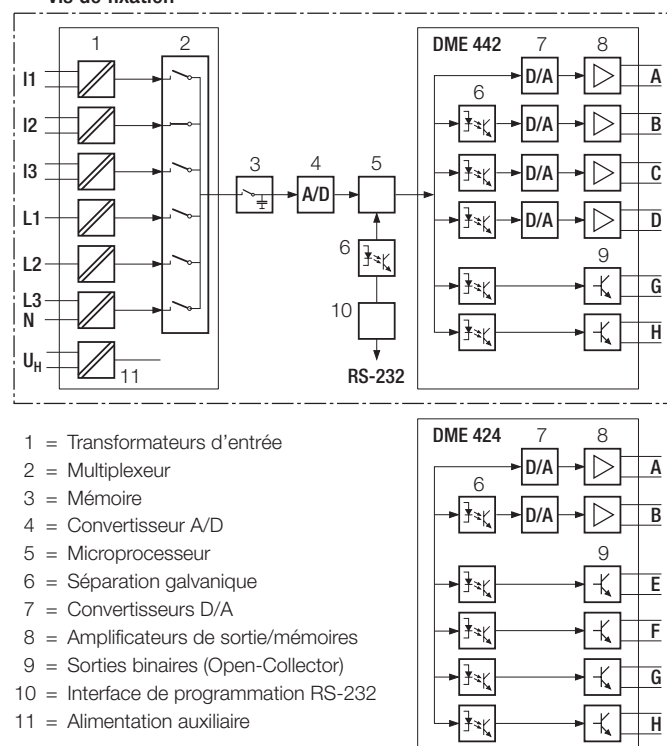 1
2
DME 442
7
8
I1
D/A
A
6
I2
D/A
B
3
4
5
I3
A/D
D/A
C
L1
D/A
D
6
L2
9
G
L3
N
10
H
UH
11
RS-232
1 = Transformateurs d'entrée
2 = Multiplexeur
3 = Mémoire
4 = Convertisseur A/D
5 = Microprocesseur
6 = Séparation galvanique
7 = Convertisseurs D/A
8 = Amplificateurs de sortie/mémoires
9 = Sorties binaires (Open-Collector)
10 = Interface de programmation RS-232
11 = Alimentation auxiliaire
DME 424
7
8
D/A
A
6
D/A
B
9
E
F
G
H